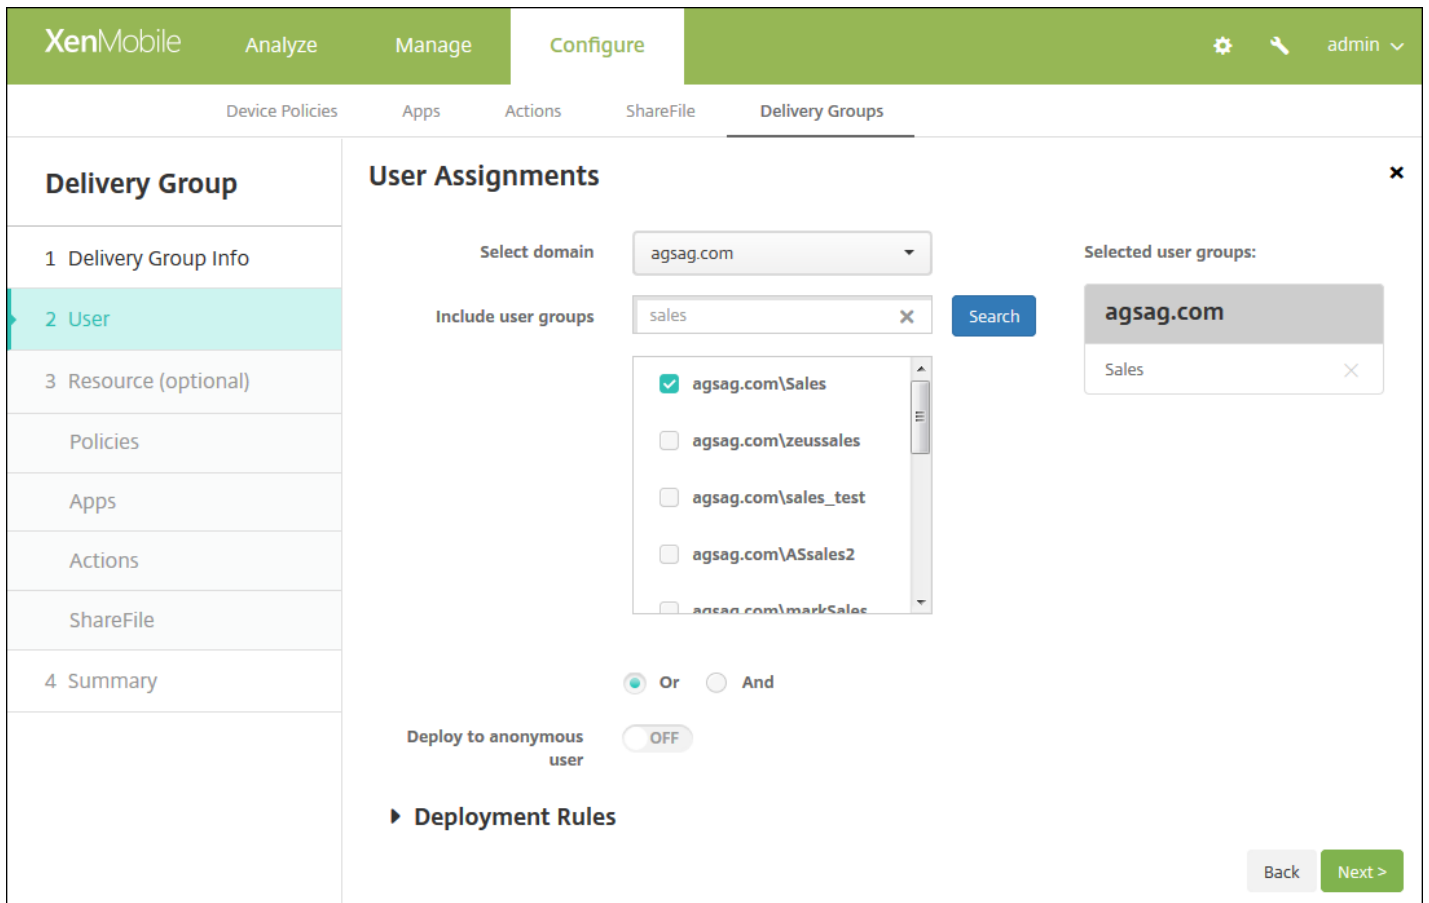 XenMobile Analyze Manage Configure admin
Device Policies Apps Actions ShareFile Delivery Groups
Delivery Group
1 Delivery Group Info
2 User
3 Resource (optional)
Policies
Apps
Actions
ShareFile
4 Summary
User Assignments
Select domain agsag.com
Include user groups sales Search
agsag.com\Sales
agsag.com\zeussales
agsag.com\sales_test
agsag.com\ASsales2
agsag.com\markSales
Or And
Deploy to anonymous
user
OFF
Deployment Rules
Selected user groups:
agsag.com
Sales
Back Next >